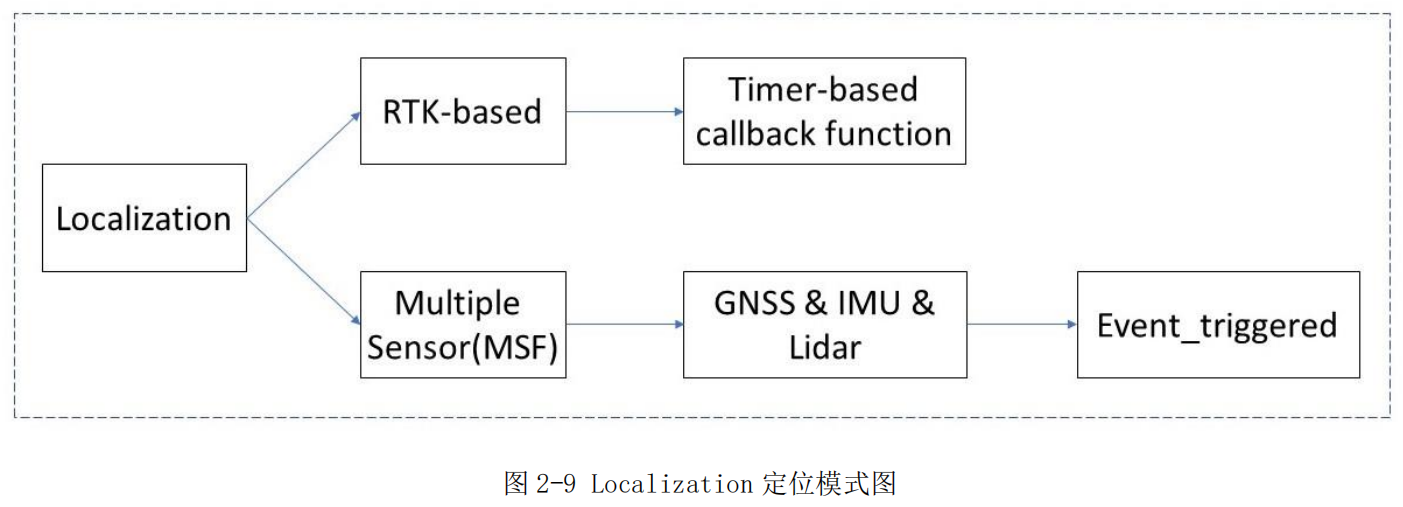 RTK-based
Timer-based
callback function
Localization
Multiple
Sensor(MSF)
GNSS & IMU &
Lidar
Event_triggered
图 2-9 Localization 定位模式图